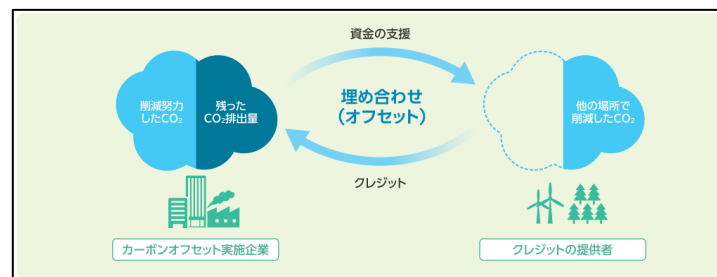 資金の支援
削減努力
したCO₂
残った
CO₂排出量
埋め合わせ
（オフセット）
他の場所で
削減したCO₂
クレジット
カーボンオフセット実施企業
クレジットの提供者